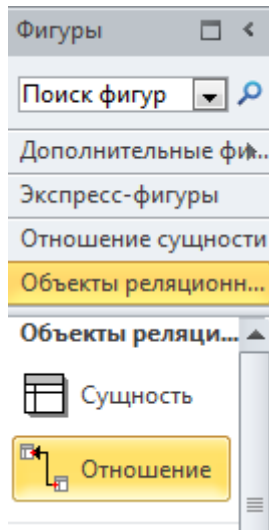 Фигуры
Поиск фигур
Дополнительные фи...
Экспресс-фигуры
Отношение сущности
Объекты реляционн...
Объекты реляци...
Сущность
Отношение